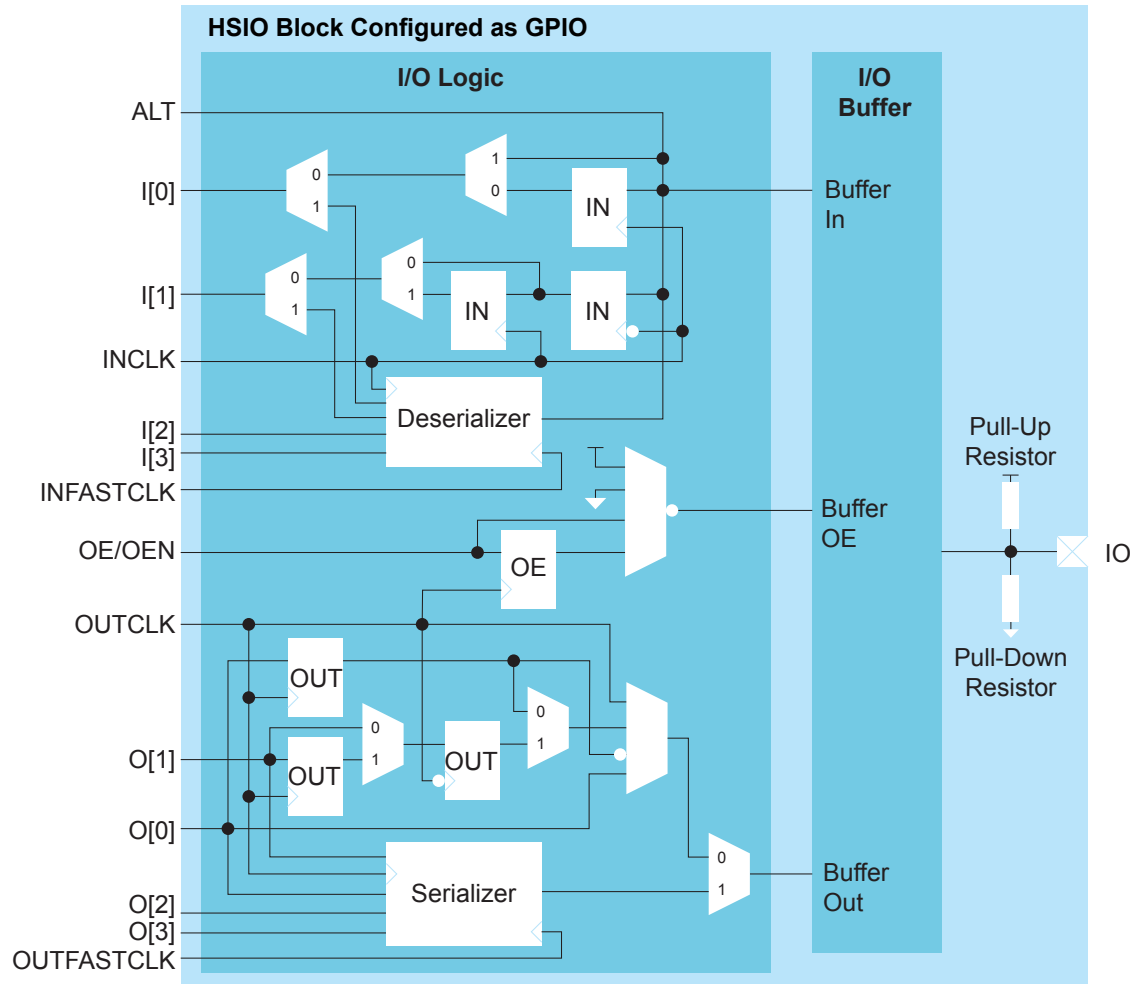 HSIO Block Configured as GPIO
I/O Logic
I/O
Buffer
ALT
1
0
0
I[0]
1
IN
Buffer
In
0
0
1
I[1]
1
IN
IN
INCLK
Deserializer
I[2]
I[3]
INFASTCLK
Pull-Up
Resistor
Buffer
OE
OE/OEN
OE
IO
OUTCLK
Pull-Down
Resistor
OUT
0
0
1
1
O[1]
OUT
OUT
O[0]
0
1
Buffer
Out
Serializer
O[2]
O[3]
OUTFASTCLK